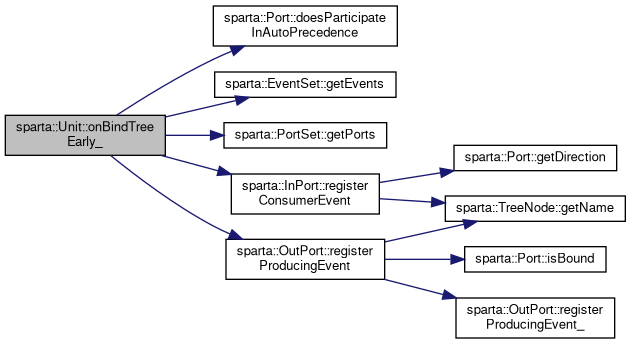 sparta::Port::doesParticipate
InAutoPrecedence
sparta::EventSet::getEvents
sparta::Unit::onBindTree
Early_
sparta::PortSet::getPorts
sparta::InPort::register
ConsumerEvent
sparta::OutPort::register
ProducingEvent
sparta::Port::getDirection
sparta::TreeNode::getName
sparta::Port::isBound
sparta::OutPort::register
ProducingEvent_